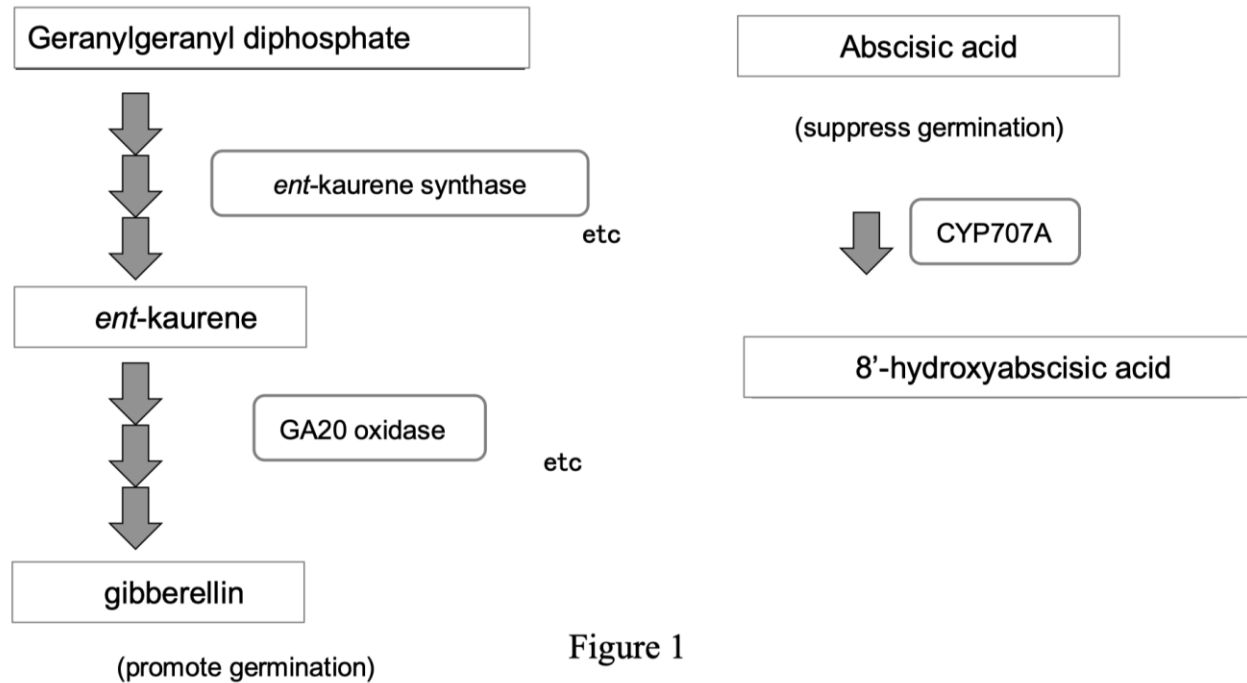 Geranylgeranyl diphosphate
ent-kaurene synthase
etc
ent-kaurene
GA20 oxidase
etc
gibberellin
(promote germination)
Abscisic acid
(suppress germination)
CYP707A
8’-hydroxyabscisic acid
Figure 1